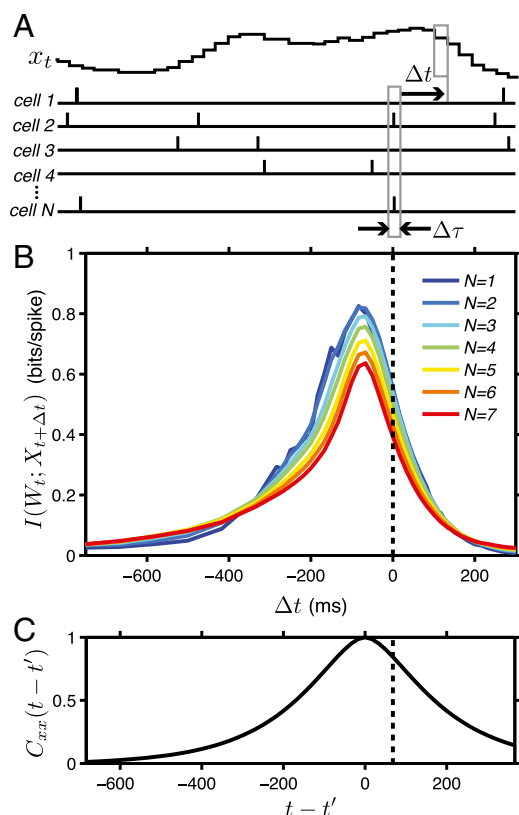 A
x_t
Δt
cell 1
cell 2
cell 3
cell 4
cell N
Δτ
B
I(W_t; X_{t+Δt}) (bits/spike)
1
0.8
0.6
0.4
0.2
0
N=1
N=2
N=3
N=4
N=5
N=6
N=7
−600 −400 −200 0 200
Δt (ms)
C
C_{xx}(t − t′)
1
0.5
0
−600 −400 −200 0 200
t − t′